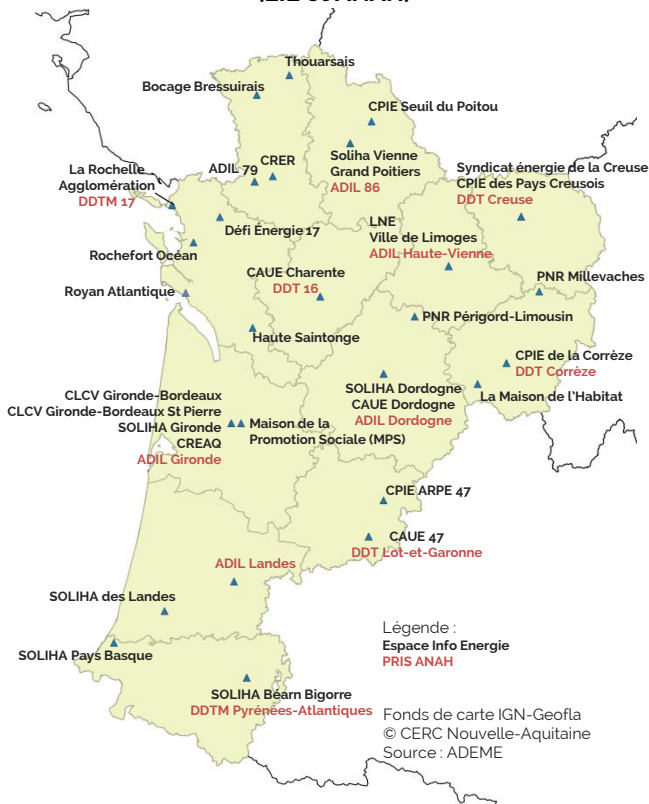 Thouarsais
Bocage Bressuirais
CPIE Seuil du Poitou
Soliha Vienne
Grand Poitiers
ADIL 86
ADIL 79
CRER
La Rochelle
Agglomération
DDTM 17
Syndicat énergie de la Creuse
CPIE des Pays Creusois
DDT Creuse
Défi Énergie 17
LNE
Ville de Limoges
ADIL Haute-Vienne
Rochefort Océan
CAUE Charente
DDT 16
PNR Millevaches
Royan Atlantique
PNR Périgord-Limousin
Haute Saintonge
CPIE de la Corrèze
DDT Corrèze
La Maison de l'Habitat
SOLIHA Dordogne
CAUE Dordogne
ADIL Dordogne
CLCV Gironde-Bordeaux
CLCV Gironde-Bordeaux St Pierre
SOLIHA Gironde
CREAQ
ADIL Gironde
Maison de la
Promotion Sociale (MPS)
CPIE ARPE 47
CAUE 47
DDT Lot-et-Garonne
ADIL Landes
SOLIHA des Landes
SOLIHA Pays Basque
SOLIHA Béarn Bigorre
DDTM Pyrénées-Atlantiques
Légende :
Espace Info Energie
PRIS ANAH
Fonds de carte IGN-Geofla
© CERC Nouvelle-Aquitaine
Source : ADEME